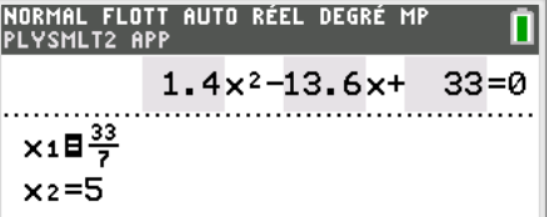 NORMAL FLOTT AUTO RÉEL DEGRÉ MP
PLYSMLT2 APP
1.4x²-13.6x+ 33=0
x1=33/7
x2=5